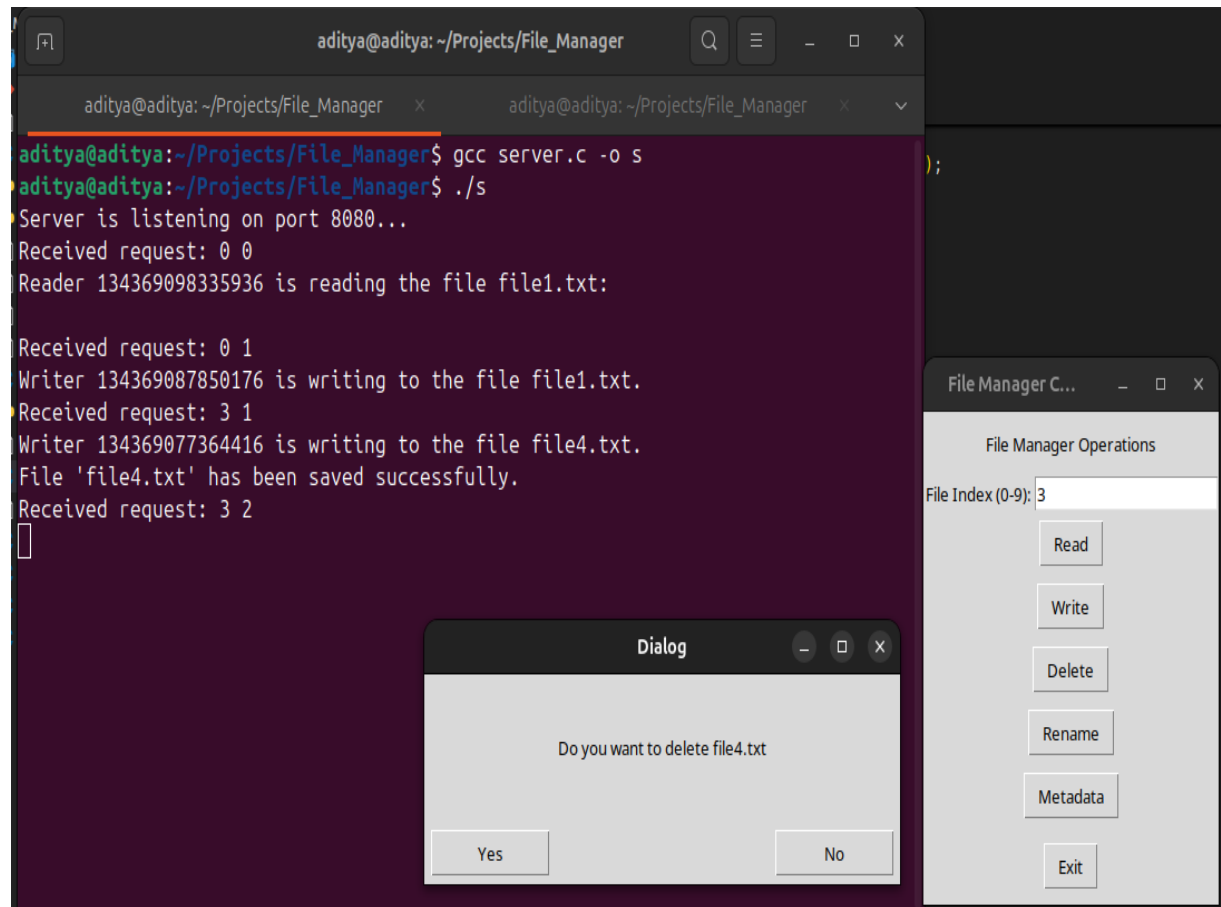 aditya@aditya: ~/Projects/File_Manager
aditya@aditya: ~/Projects/File_Manager
aditya@aditya: ~/Projects/File_Manager
aditya@aditya:~/Projects/File_Manager$ gcc server.c -o s
aditya@aditya:~/Projects/File_Manager$ ./s
Server is listening on port 8080...
Received request: 0 0
Reader 134369098335936 is reading the file file1.txt:
Received request: 0 1
Writer 134369087850176 is writing to the file file1.txt.
Received request: 3 1
Writer 134369077364416 is writing to the file file4.txt.
File 'file4.txt' has been saved successfully.
Received request: 3 2
);
File Manager C...
File Manager Operations
File Index (0-9): 3
Read
Write
Delete
Rename
Metadata
Exit
Dialog
Do you want to delete file4.txt
Yes
No